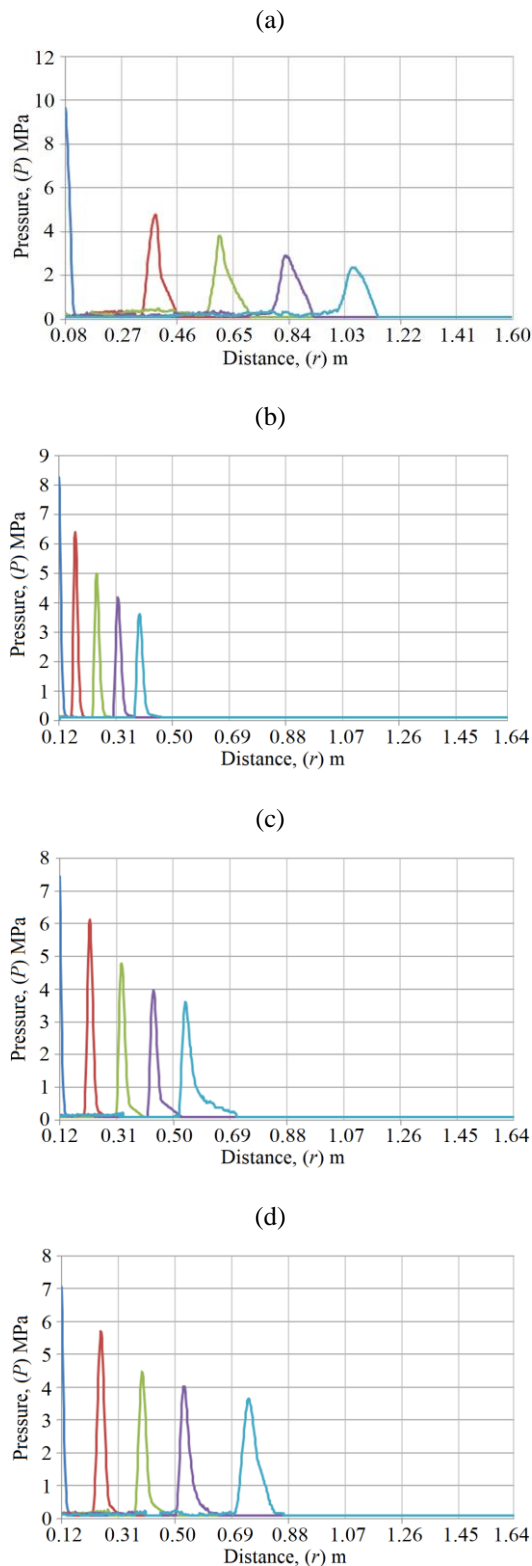 (a)
Pressure, (P) MPa
12
10
8
6
4
2
0
0.08 0.27 0.46 0.65 0.84 1.03 1.22 1.41 1.60
Distance, (r) m
(b)
Pressure, (P) MPa
9
8
7
6
5
4
3
2
1
0
0.12 0.31 0.50 0.69 0.88 1.07 1.26 1.45 1.64
Distance, (r) m
(c)
Pressure, (P) MPa
8
7
6
5
4
3
2
1
0
0.12 0.31 0.50 0.69 0.88 1.07 1.26 1.45 1.64
Distance, (r) m
(d)
Pressure, (P) MPa
8
7
6
5
4
3
2
1
0
0.12 0.31 0.50 0.69 0.88 1.07 1.26 1.45 1.64
Distance, (r) m